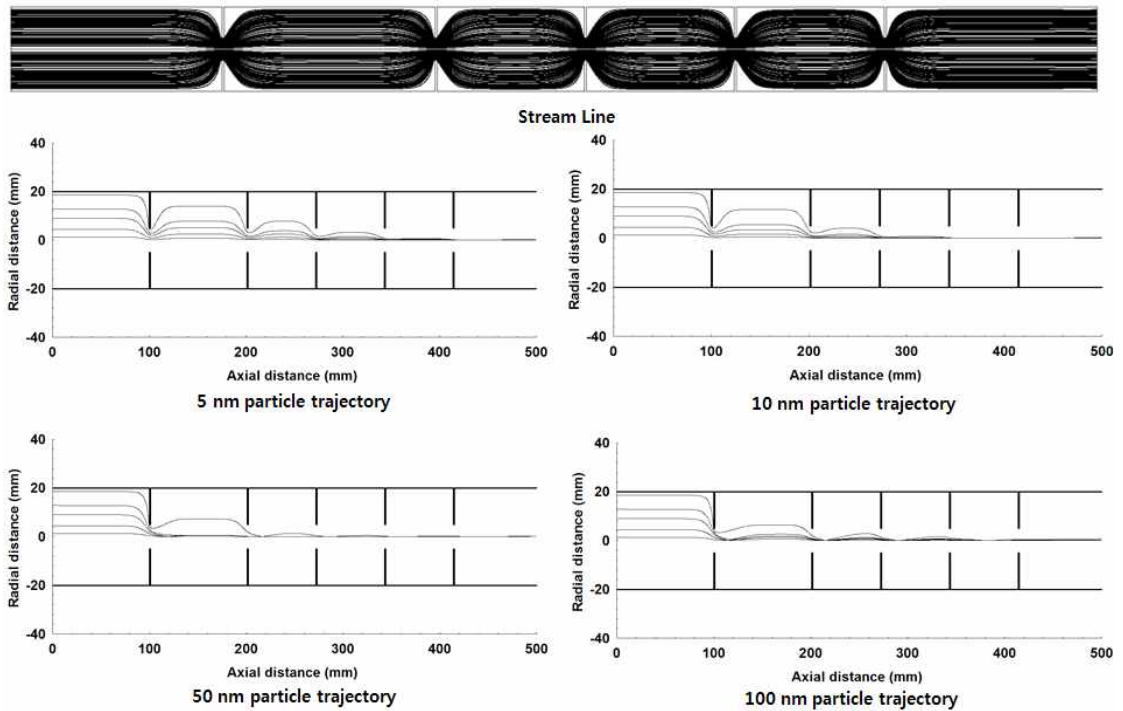 Stream Line
40
20
0
-20
-40
Radial distance (mm)
0 100 200 300 400 500
Axial distance (mm)
5 nm particle trajectory
40
20
0
-20
-40
Radial distance (mm)
0 100 200 300 400 500
Axial distance (mm)
10 nm particle trajectory
40
20
0
-20
-40
Radial distance (mm)
0 100 200 300 400 500
Axial distance (mm)
50 nm particle trajectory
40
20
0
-20
-40
Radial distance (mm)
0 100 200 300 400 500
Axial distance (mm)
100 nm particle trajectory